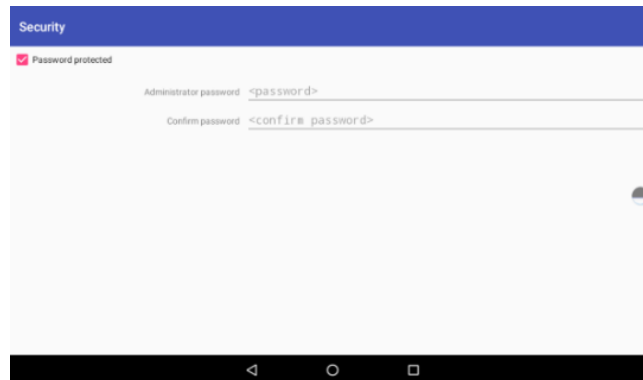 Security
Password protected
Administrator password <password>
Confirm password <confirm password>